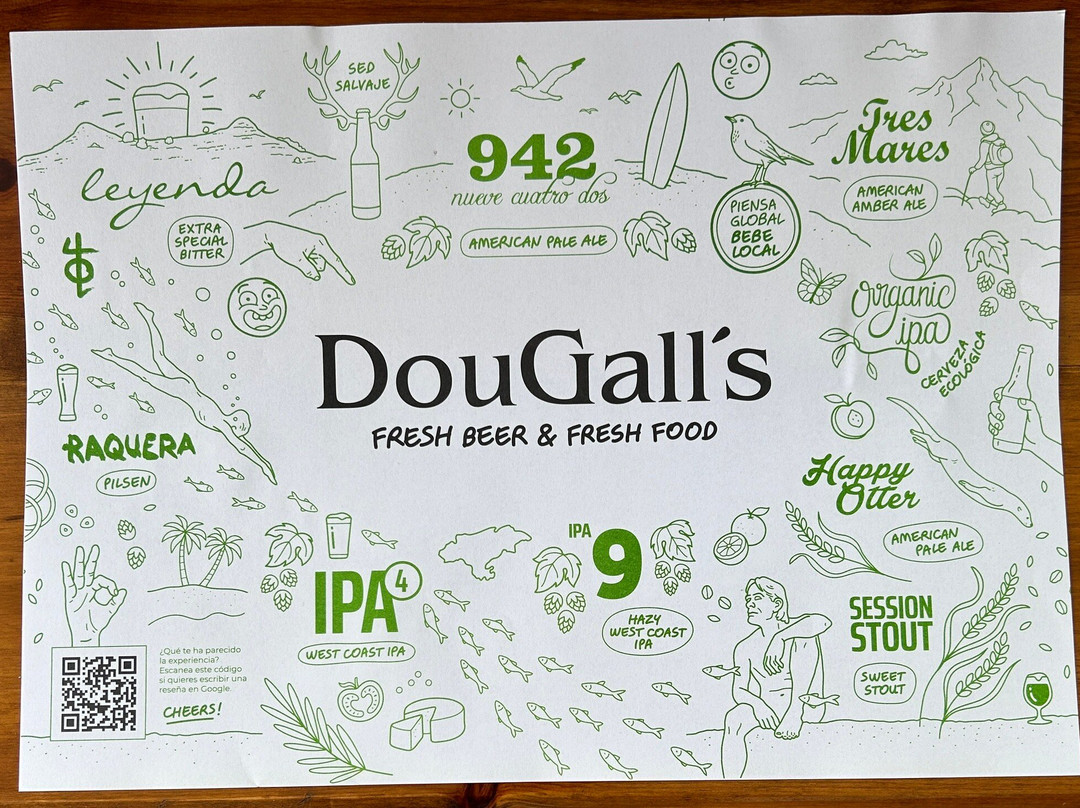 SED
SALVAJE
leyenda
EXTRA
SPECIAL
BITTER
942
nueve cuatro dos
AMERICAN PALE ALE
PIENSA
GLOBAL
BEBE
LOCAL
Tres
Mares
AMERICAN
AMBER ALE
Organic
ipa
CERVEZA
ECOLÓGICA
DouGall's
FRESH BEER & FRESH FOOD
RAQUERA
PILSEN
Happy
Otter
AMERICAN
PALE ALE
IPA 4
WEST COAST IPA
IPA 9
HAZY
WEST COAST
IPA
SESSION
STOUT
SWEET
STOUT
¿Qué te ha parecido
la experiencia?
Escanea este código
si quieres escribir una
reseña en Google.
CHEERS!